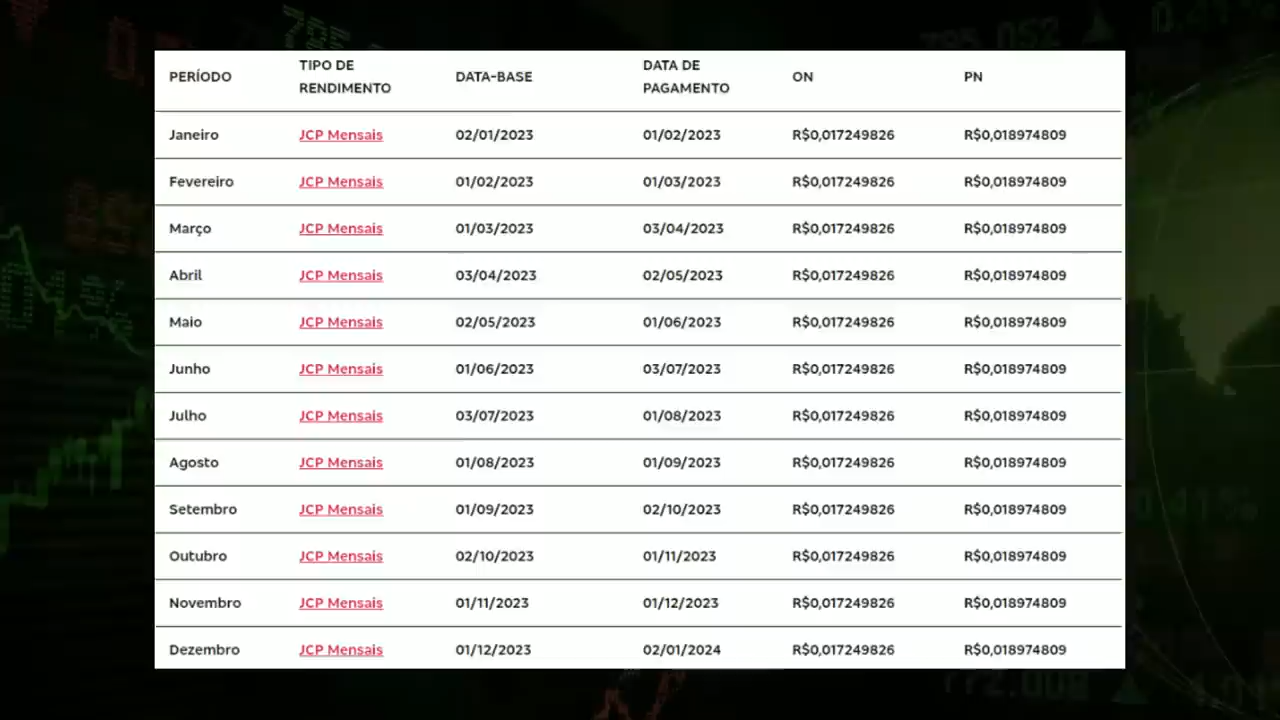 PERÍODO TIPO DE RENDIMENTO DATA-BASE DATA DE PAGAMENTO ON PN
Janeiro JCP Mensais 02/01/2023 01/02/2023 R$0,017249826 R$0,018974809
Fevereiro JCP Mensais 01/02/2023 01/03/2023 R$0,017249826 R$0,018974809
Março JCP Mensais 01/03/2023 03/04/2023 R$0,017249826 R$0,018974809
Abril JCP Mensais 03/04/2023 02/05/2023 R$0,017249826 R$0,018974809
Maio JCP Mensais 02/05/2023 01/06/2023 R$0,017249826 R$0,018974809
Junho JCP Mensais 01/06/2023 03/07/2023 R$0,017249826 R$0,018974809
Julho JCP Mensais 03/07/2023 01/08/2023 R$0,017249826 R$0,018974809
Agosto JCP Mensais 01/08/2023 01/09/2023 R$0,017249826 R$0,018974809
Setembro JCP Mensais 01/09/2023 02/10/2023 R$0,017249826 R$0,018974809
Outubro JCP Mensais 02/10/2023 01/11/2023 R$0,017249826 R$0,018974809
Novembro JCP Mensais 01/11/2023 01/12/2023 R$0,017249826 R$0,018974809
Dezembro JCP Mensais 01/12/2023 02/01/2024 R$0,017249826 R$0,018974809